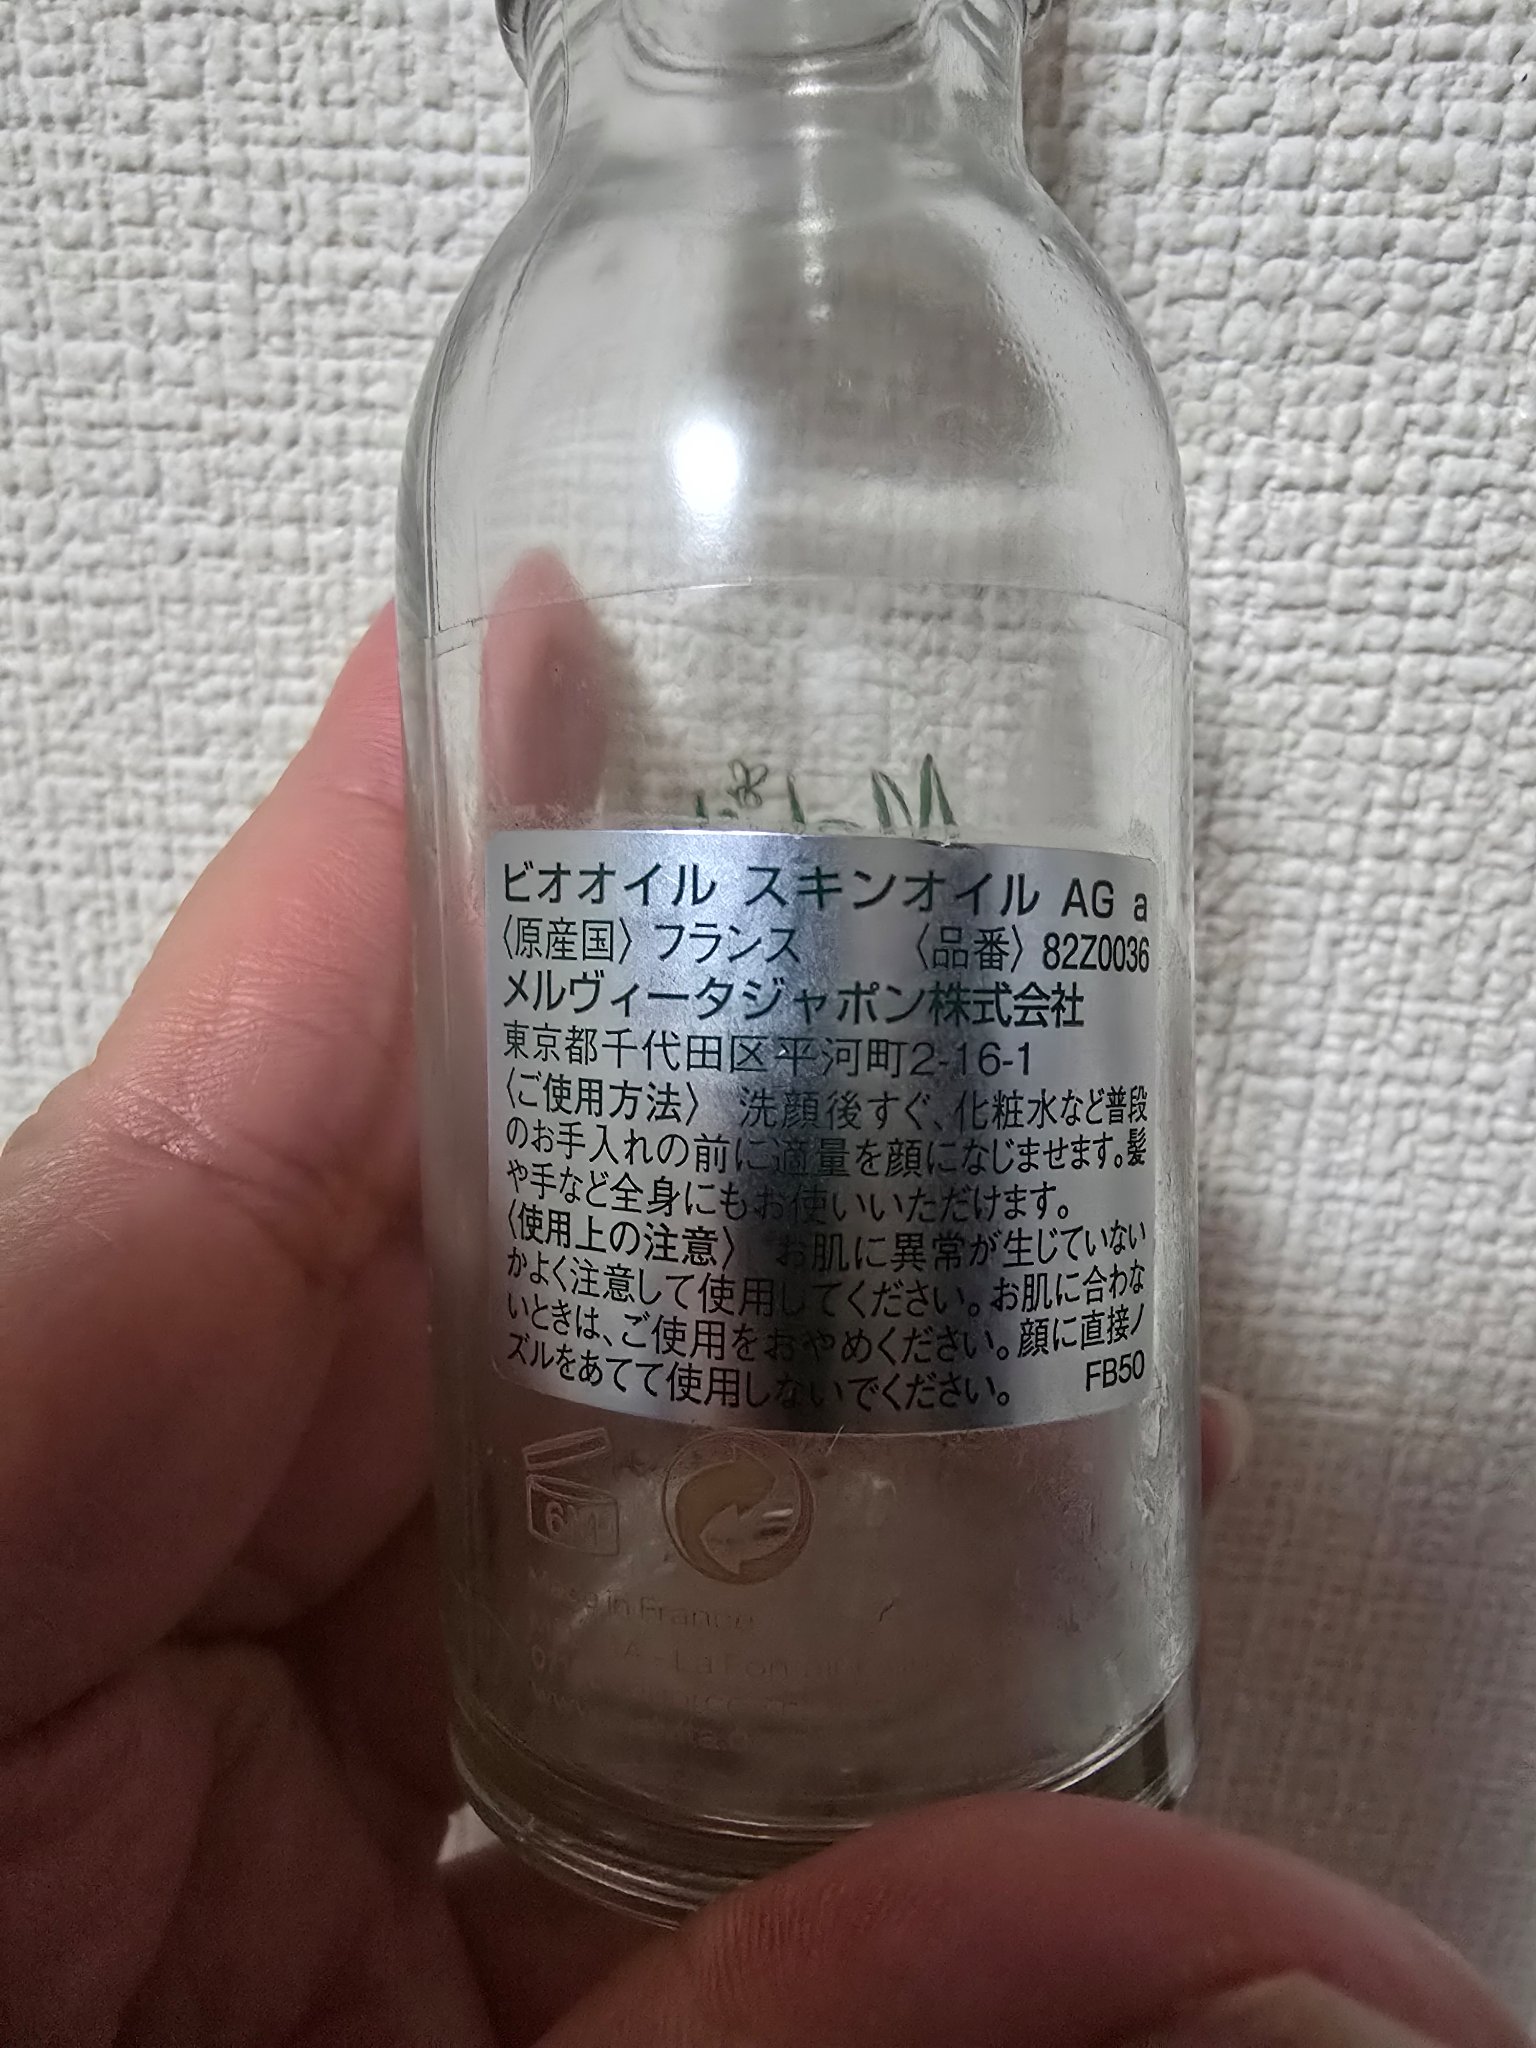 ビオオイル スキンオイル AG a
〈原産国〉 フランス 〈品番〉 82Z0036
メルヴィータジャポン株式会社
東京都千代田区平河町2-16-1
〈ご使用方法〉 洗顔後すぐ、化粧水など普段
のお手入れの前に適量を顔になじませます。髪
や手など全身にもお使いいただけます。
〈使用上の注意〉 お肌に異常が生じていない
かよく注意して使用してください。お肌に合わな
いときは、ご使用をおやめください。顔に直接ノ
ズルをあてて使用しないでください。 FB50
6M
in France